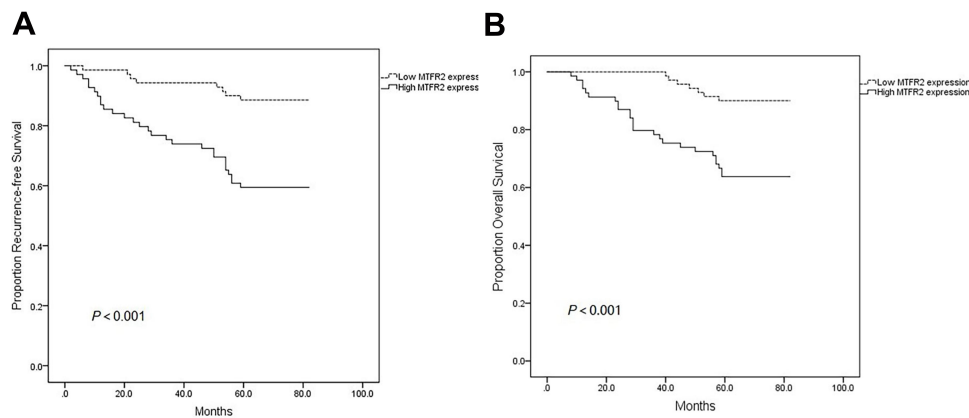 A
Proportion Recurrence-free Survival
1.0
0.8
0.6
0.4
0.2
0.0
Low MTFR2 express
High MTFR2 express
P < 0.001
.0 20.0 40.0 60.0 80.0 100.0
Months
B
Proportion Overall Survical
1.0
0.8
0.6
0.4
0.2
0.0
Low MTFR2 expression
High MTFR2 expression
P < 0.001
.0 20.0 40.0 60.0 80.0 100.0
Months